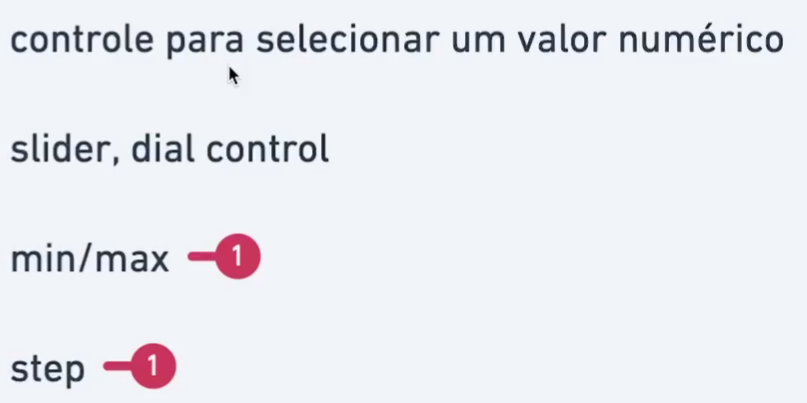 controle para selecionar um valor numérico
slider, dial control
min/max 1
step 1